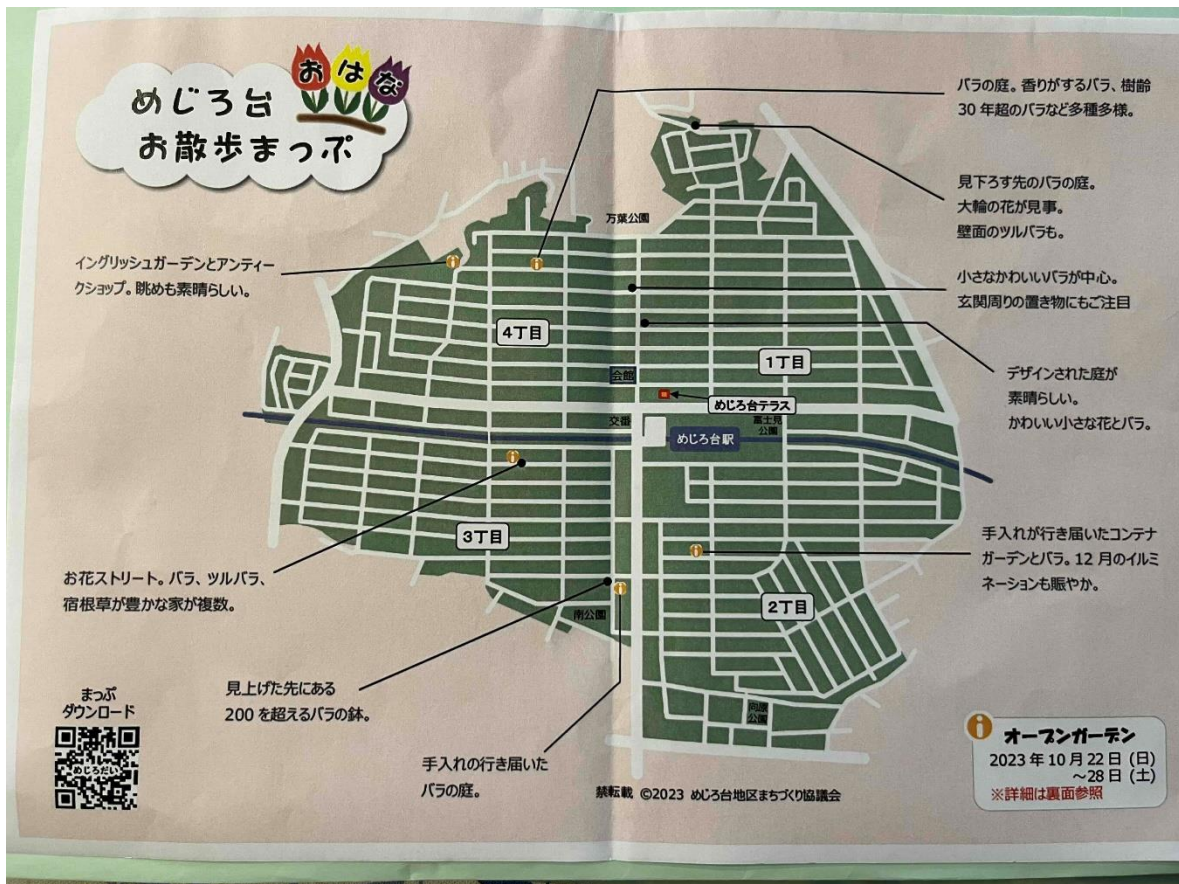 おはな
めじろ台
お散歩まっぷ
バラの庭。香りがするバラ、樹齢
30年超のバラなど多種多様。
見下ろす先のバラの庭。
大輪の花が見事。
壁面のツルバラも。
万葉公園
イングリッシュガーデンとアンティー
クショップ。眺めも素晴らしい。
小さなかわいいバラが中心。
玄関周りの置き物にもご注目
4丁目
1丁目
会館
めじろ台テラス
デザインされた庭が
素晴らしい。
かわいい小さな花とバラ。
交番
富士見
公園
めじろ台駅
3丁目
手入れが行き届いたコンテナ
ガーデンとバラ。12月のイルミ
ネーションも賑やか。
お花ストリート。バラ、ツルバラ、
宿根草が豊かな家が複数。
2丁目
南公園
見上げた先にある
200を超えるバラの鉢。
まっぷ
ダウンロード
めじろだい
向原
公園
手入れの行き届いた
バラの庭。
オープンガーデン
2023年10月22日(日)
～28日(土)
※詳細は裏面参照
禁転載 ©2023 めじろ台地区まちづくり協議会